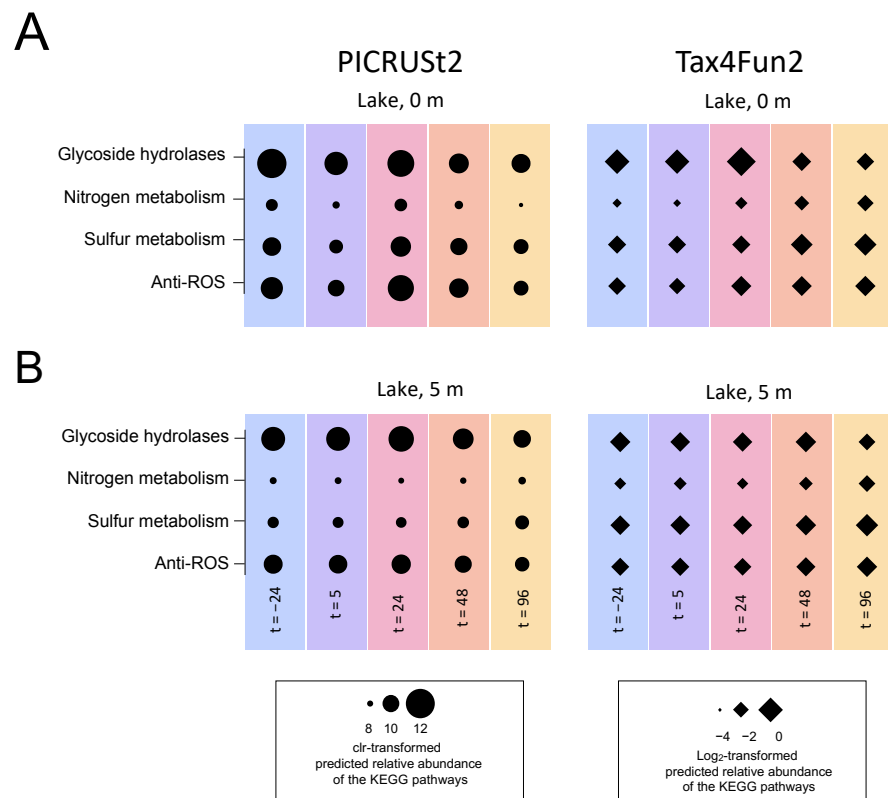 A
PICRUSt2
Tax4Fun2
Lake, 0 m
Lake, 0 m
Glycoside hydrolases
Nitrogen metabolism
Sulfur metabolism
Anti-ROS
B
Lake, 5 m
Lake, 5 m
Glycoside hydrolases
Nitrogen metabolism
Sulfur metabolism
Anti-ROS
t = −24
t = 5
t = 24
t = 48
t = 96
t = −24
t = 5
t = 24
t = 48
t = 96
8 10 12
clr-transformed
predicted relative abundance
of the KEGG pathways
−4 −2 0
Log₂-transformed
predicted relative abundance
of the KEGG pathways